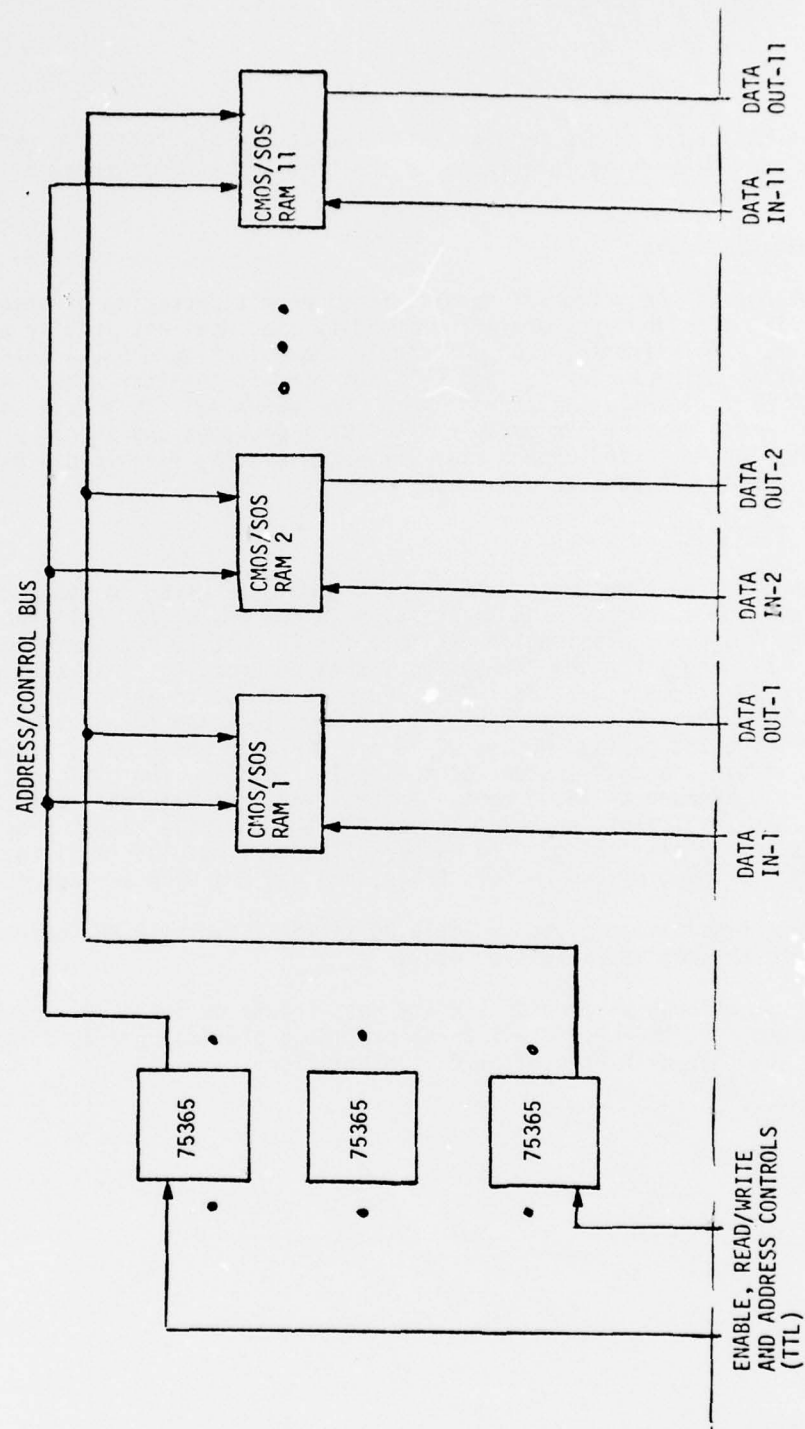 ADDRESS/CONTROL BUS
75365
75365
75365
CMOS/SOS
RAM 1
CMOS/SOS
RAM 2
CMOS/SOS
RAM 11
ENABLE, READ/WRITE
AND ADDRESS CONTROLS
(TTL)
DATA
IN-1
DATA
OUT-1
DATA
IN-2
DATA
OUT-2
DATA
IN-11
DATA
OUT-11